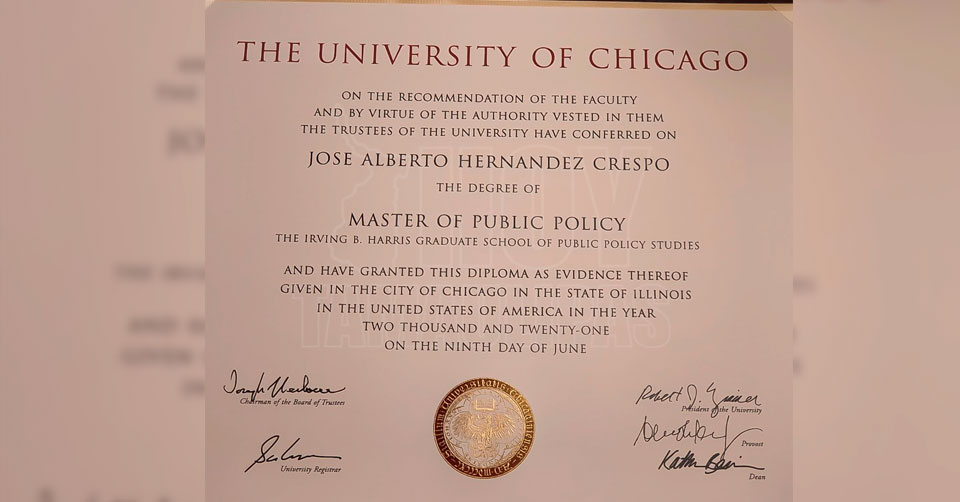 THE UNIVERSITY OF CHICAGO
ON THE RECOMMENDATION OF THE FACULTY
AND BY VIRTUE OF THE AUTHORITY VESTED IN THEM
THE TRUSTEES OF THE UNIVERSITY HAVE CONFERRED ON
JOSE ALBERTO HERNANDEZ CRESPO
THE DEGREE OF
MASTER OF PUBLIC POLICY
THE IRVING B. HARRIS GRADUATE SCHOOL OF PUBLIC POLICY STUDIES
AND HAVE GRANTED THIS DIPLOMA AS EVIDENCE THEREOF
GIVEN IN THE CITY OF CHICAGO IN THE STATE OF ILLINOIS
IN THE UNITED STATES OF AMERICA IN THE YEAR
TWO THOUSAND AND TWENTY-ONE
ON THE NINTH DAY OF JUNE
HOY
Chairman of the Board of Trustees
University Registrar
Robert J.
President of the University
Provost
Dean